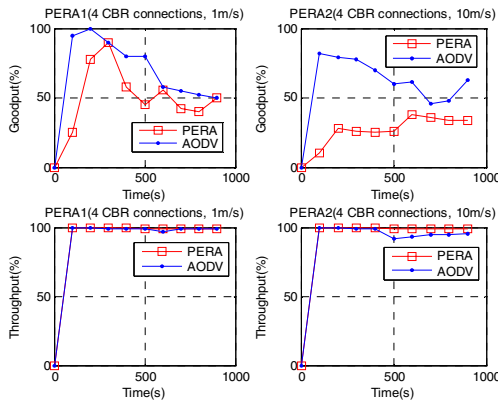 PERA1(4 CBR connections, 1m/s)
100
50
0
Goodput(%)
PERA
AODV
0
500
1000
Time(s)
PERA2(4 CBR connections, 10m/s)
100
50
0
Goodput(%)
PERA
AODV
0
500
1000
Time(s)
PERA1(4 CBR connections, 1m/s)
100
50
0
Throughput(%)
PERA
AODV
0
500
1000
Time(s)
PERA2(4 CBR connections, 10m/s)
100
50
0
Throughput(%)
PERA
AODV
0
500
1000
Time(s)